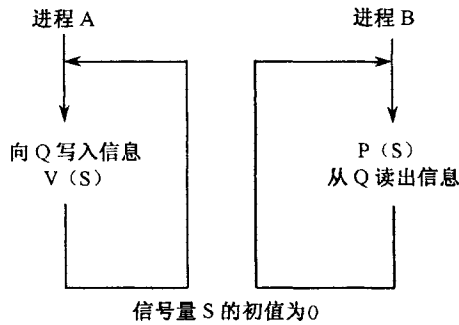 进程 A
进程 B
向 Q 写入信息
V（S）
P（S）
从 Q 读出信息
信号量 S 的初值为0